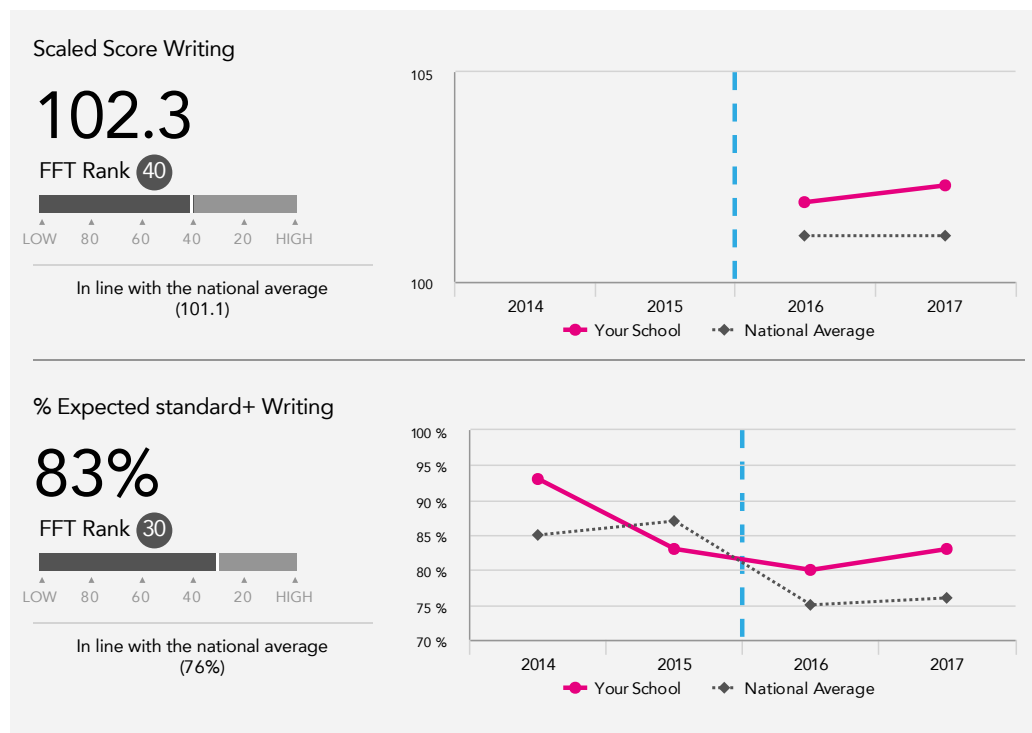 Scaled Score Writing
102.3
FFT Rank 40
LOW 80 60 40 20 HIGH
In line with the national average
(101.1)
105
100
2014 2015 2016 2017
Your School National Average
% Expected standard+ Writing
83%
FFT Rank 30
LOW 80 60 40 20 HIGH
In line with the national average
(76%)
100 %
95 %
90 %
85 %
80 %
75 %
70 %
2014 2015 2016 2017
Your School National Average